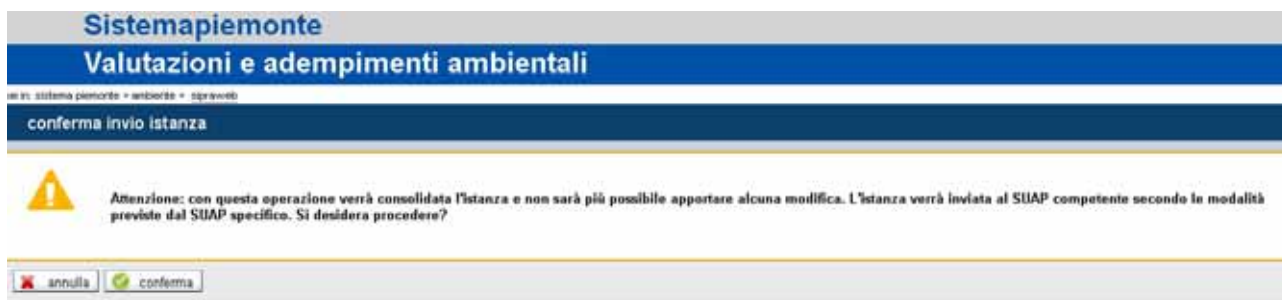 Sistemapiemonte
Valutazioni e adempimenti ambientali
sistema piemonte » ambiente » sipraweb
conferma invio istanza
Attenzione: con questa operazione verrà consolidata l'istanza e non sarà più possibile apportare alcuna modifica. L'istanza verrà inviata al SUAP competente secondo le modalità
previste dal SUAP specifico. Si desidera procedere?
annulla conferma